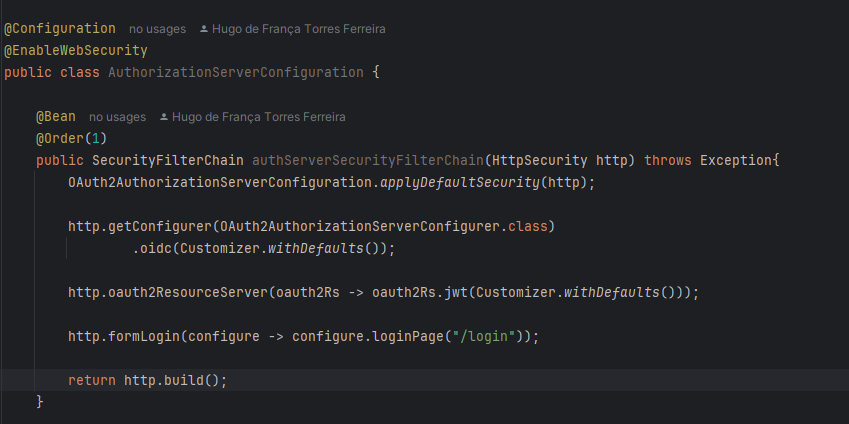 @Configuration no usages Hugo de França Torres Ferreira
@EnableWebSecurity
public class AuthorizationServerConfiguration {
@Bean no usages Hugo de França Torres Ferreira
@Order(1)
public SecurityFilterChain authServerSecurityFilterChain(HttpSecurity http) throws Exception{
OAuth2AuthorizationServerConfiguration.applyDefaultSecurity(http);
http.getConfigurer(OAuth2AuthorizationServerConfigurer.class)
.oidc(Customizer.withDefaults());
http.oauth2ResourceServer(oauth2Rs -> oauth2Rs.jwt(Customizer.withDefaults()));
http.formLogin(configure -> configure.loginPage("/login"));
return http.build();
}